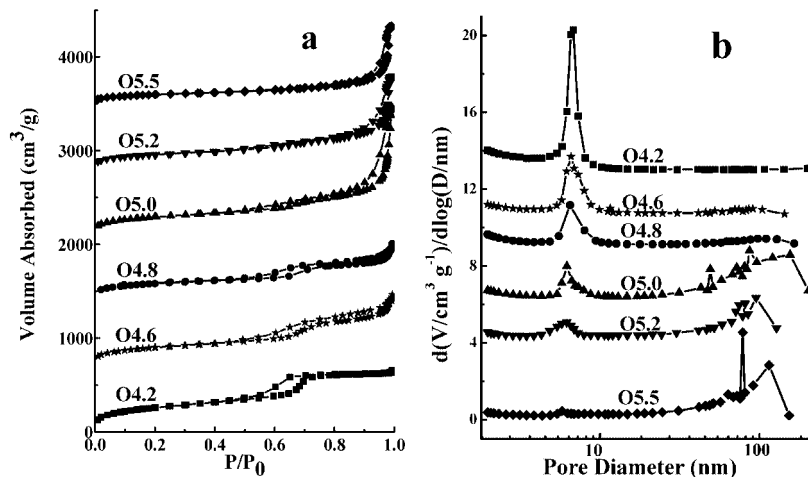 a
4000
3000
2000
1000
0
Volume Absorbed (cm³/g)
O5.5
O5.2
O5.0
O4.8
O4.6
O4.2
0.0 0.2 0.4 0.6 0.8 1.0
P/P₀
b
20
16
12
8
4
0
d(V/cm³ g⁻¹)/dlog(D/nm)
O4.2
O4.6
O4.8
O5.0
O5.2
O5.5
10 100
Pore Diameter (nm)